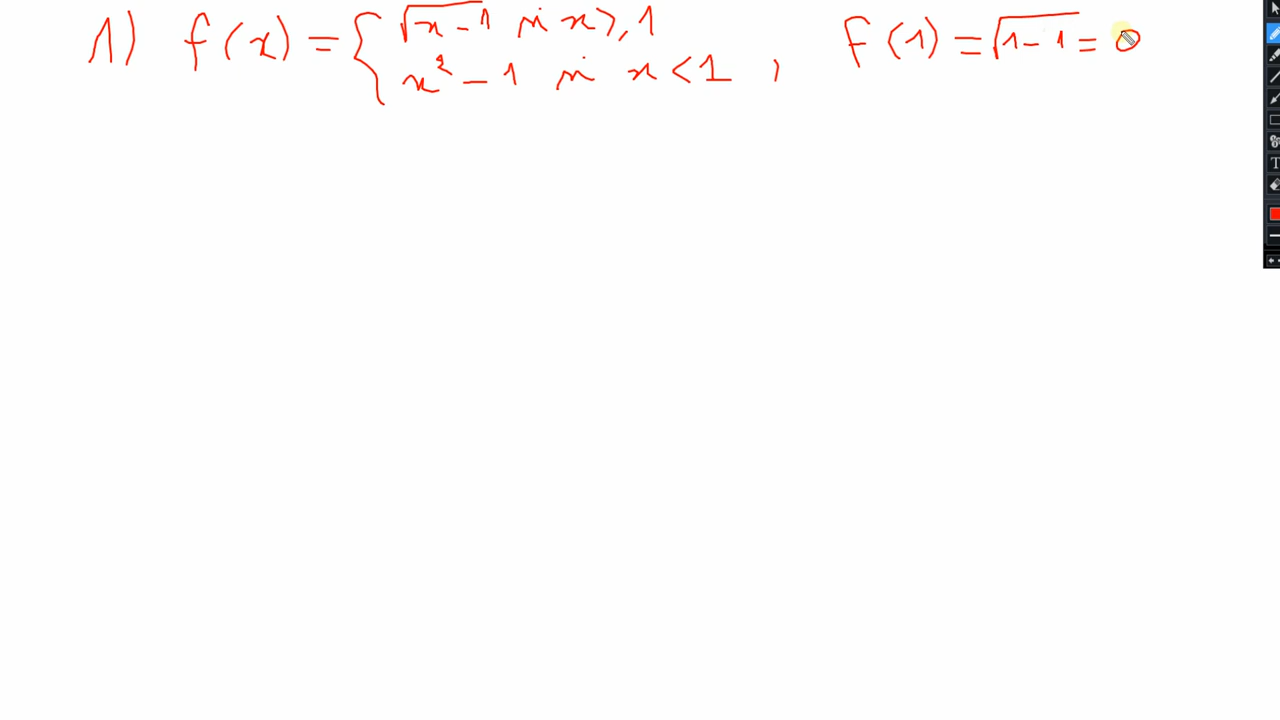 1) f(x) = { √(x-1) si x ≥ 1
x² - 1 si x < 1 , f(1) = √(1-1) = 0